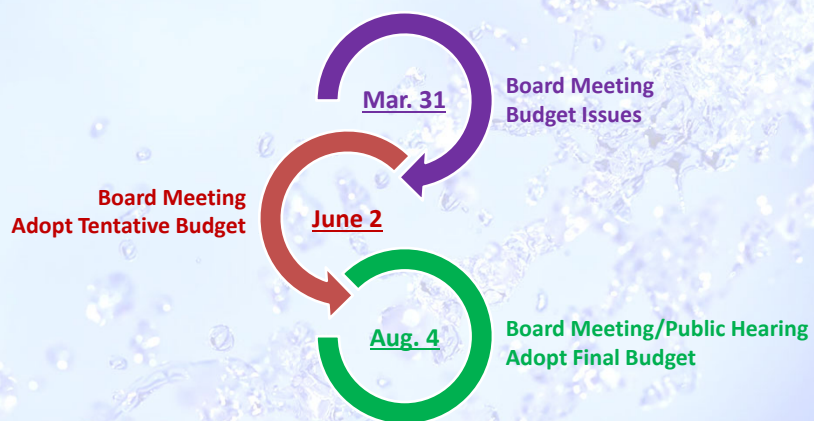 Mar. 31
Board Meeting
Budget Issues
Board Meeting
Adopt Tentative Budget
June 2
Aug. 4
Board Meeting/Public Hearing
Adopt Final Budget